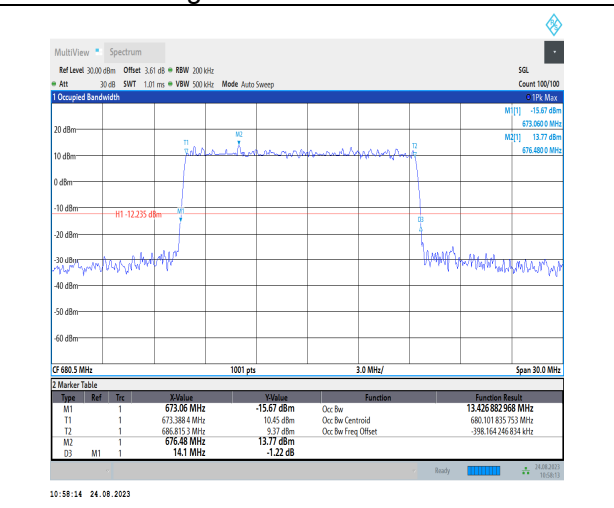 MultiView Spectrum
Ref Level 30.00 dBm Offset 3.61 dB RBW 200 kHz SGL
Att 30 dB SWT 1.01 ms VBW 500 kHz Mode Auto Sweep Count 100/100
1 Occupied Bandwidth 1Pk Max
M1[1] -15.67 dBm
673.060 0 MHz
M2[1] 13.77 dBm
676.480 0 MHz
20 dBm
M2
T1
T2
10 dBm
0 dBm
-10 dBm
H1 -12.235 dBm
M1
D3
-20 dBm
-30 dBm
-40 dBm
-50 dBm
-60 dBm
CF 680.5 MHz 1001 pts 3.0 MHz/ Span 30.0 MHz
2 Marker Table
Type Ref Trc X-Value Y-Value Function Function Result
M1 1 673.06 MHz -15.67 dBm Occ Bw 13.426 882 968 MHz
T1 1 673.388 4 MHz 10.45 dBm Occ Bw Centroid 680.101 835 753 MHz
T2 1 686.815 3 MHz 9.37 dBm Occ Bw Freq Offset -398.164 246 834 kHz
M2 1 676.48 MHz 13.77 dBm
D3 M1 1 14.1 MHz -1.22 dB
Ready 24.08.2023
10:58:13
10:58:14 24.08.2023